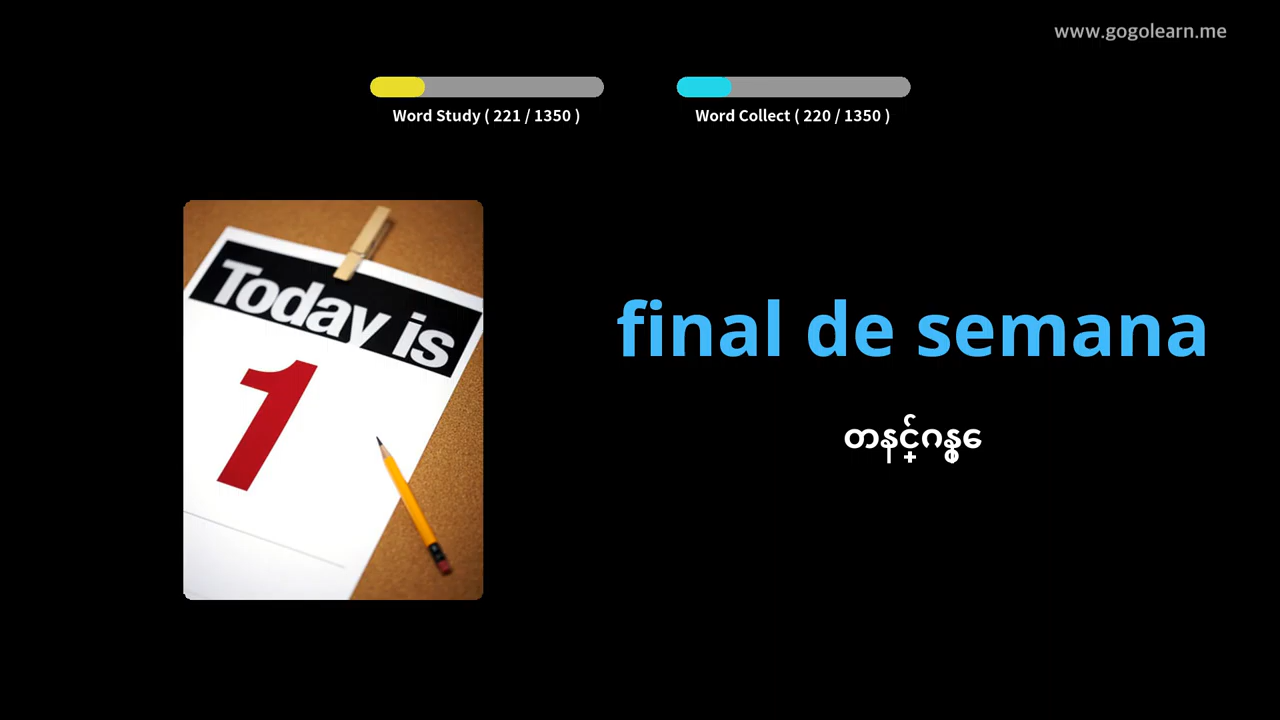 www.gogolearn.me
Word Study ( 221 / 1350 )
Word Collect ( 220 / 1350 )
Today is
1
final de semana
တနင်္ဂနွေ